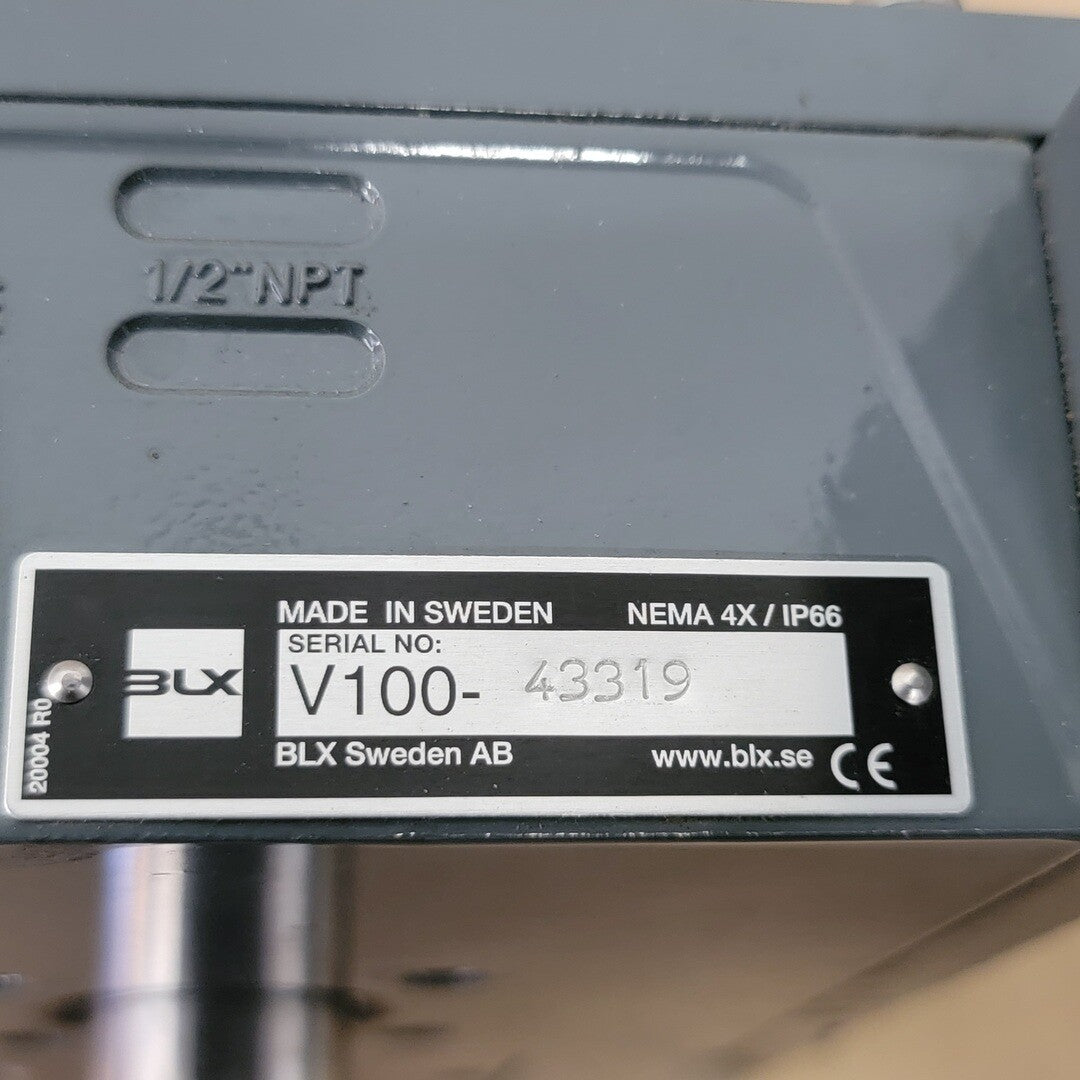 1/2"NPT
MADE IN SWEDEN NEMA 4X / IP66
SERIAL NO:
BLX V100- 43319
20004 R0
BLX Sweden AB www.blx.se CE